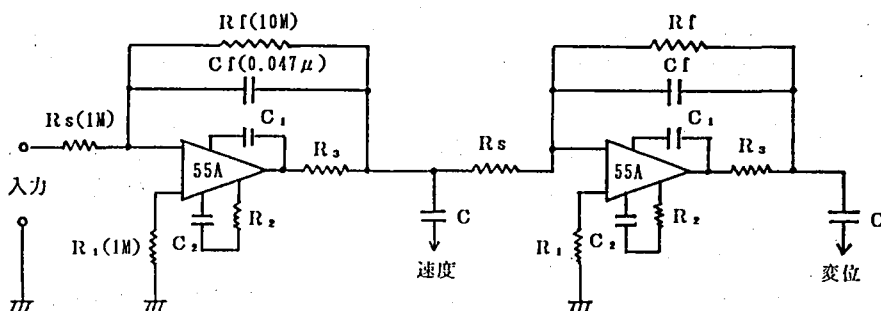 Rf(10M)
Rf
Cf(0.047μ)
Cf
C₁
C₁
Rs(1M)
R₃
Rs
R₃
55A
55A
入力
R₂
C
R₂
C
C₂
C₂
R₁(1M)
R₁
速度
変位